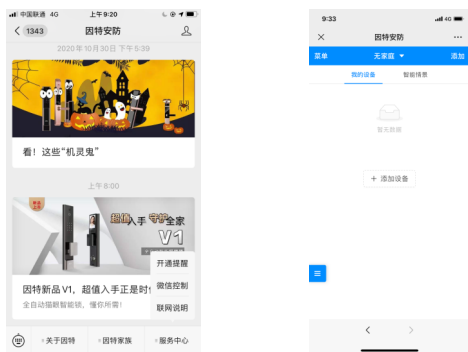 中国联通 4G 上午9:20
1343 因特安防
2020年10月30日 下午5:39
看！这些“机灵鬼”
上午8:00
超值入手 守护全家
V1
因特新品V1，超值入手正是时
全自动猫眼智能锁，懂你所需！
开通提醒
微信控制
联网说明
关于因特 因特家族 服务中心
9:33 4G
因特安防
菜单 无家庭 添加
我的设备 智能情景
暂无数据
+ 添加设备